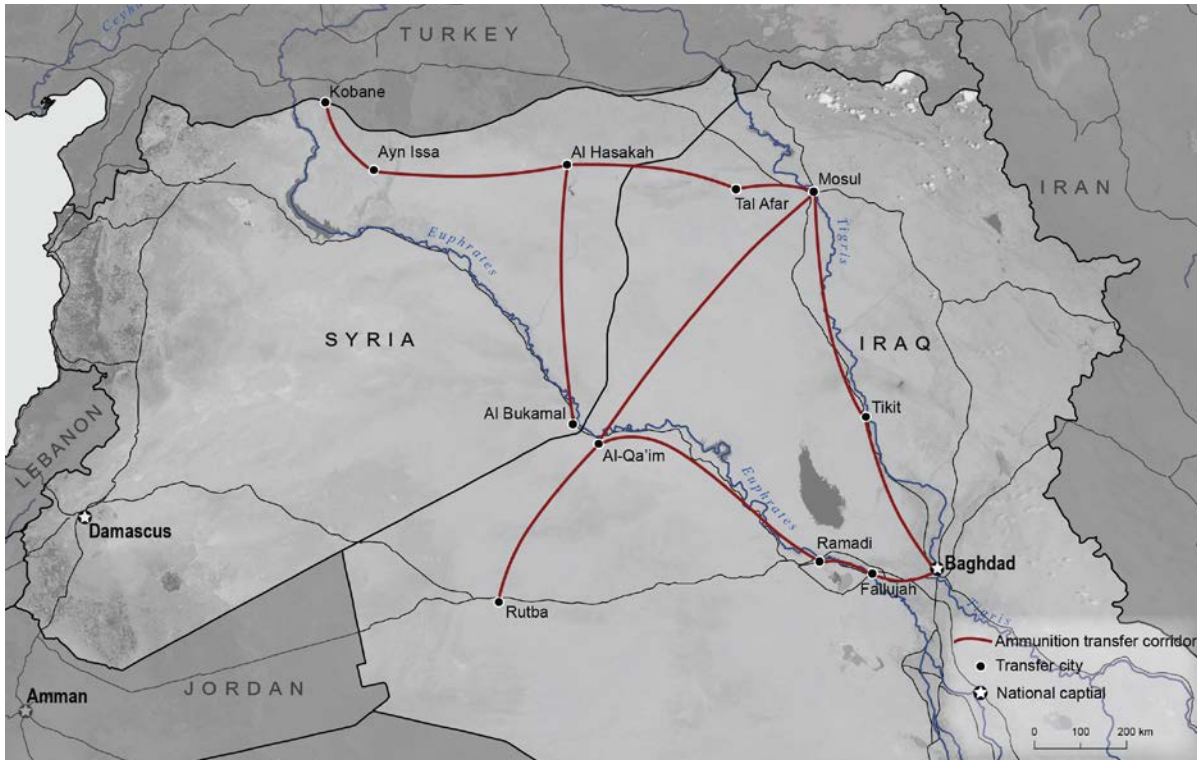 Ceyh
TURKEY
Kobane
Ayn Issa
Al Hasakah
Mosul
Tal Afar
IRAN
Euphrates
Tigris
SYRIA
IRAQ
Tikit
Al Bukamal
Al-Qa'im
LEBANON
Euphrates
Damascus
Ramadi
Baghdad
Fallujah
Rutba
Tigris
Ammunition transfer corridor
Transfer city
National captial
JORDAN
Amman
0 100 200 km